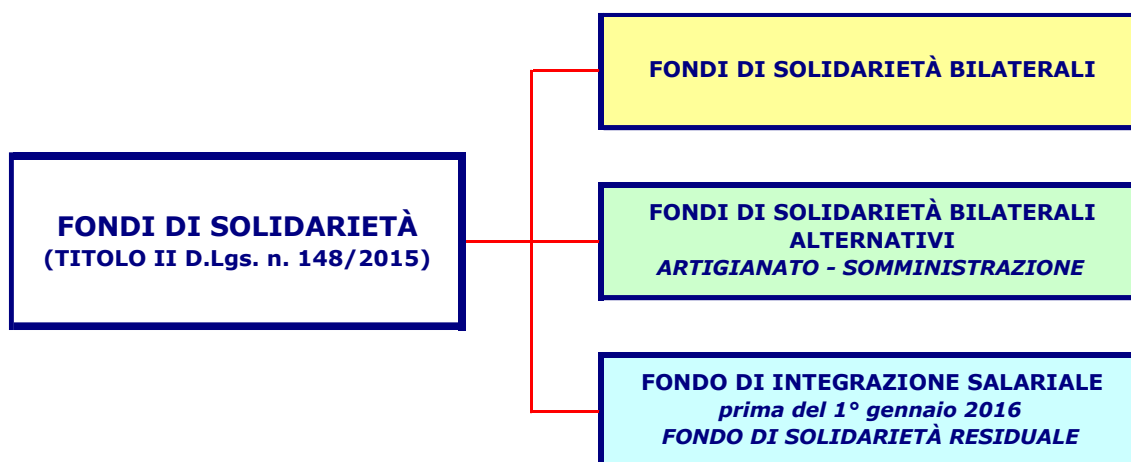 FONDI DI SOLIDARIETÀ
(TITOLO II D.Lgs. n. 148/2015)
FONDI DI SOLIDARIETÀ BILATERALI
FONDI DI SOLIDARIETÀ BILATERALI
ALTERNATIVI
ARTIGIANATO - SOMMINISTRAZIONE
FONDO DI INTEGRAZIONE SALARIALE
prima del 1° gennaio 2016
FONDO DI SOLIDARIETÀ RESIDUALE